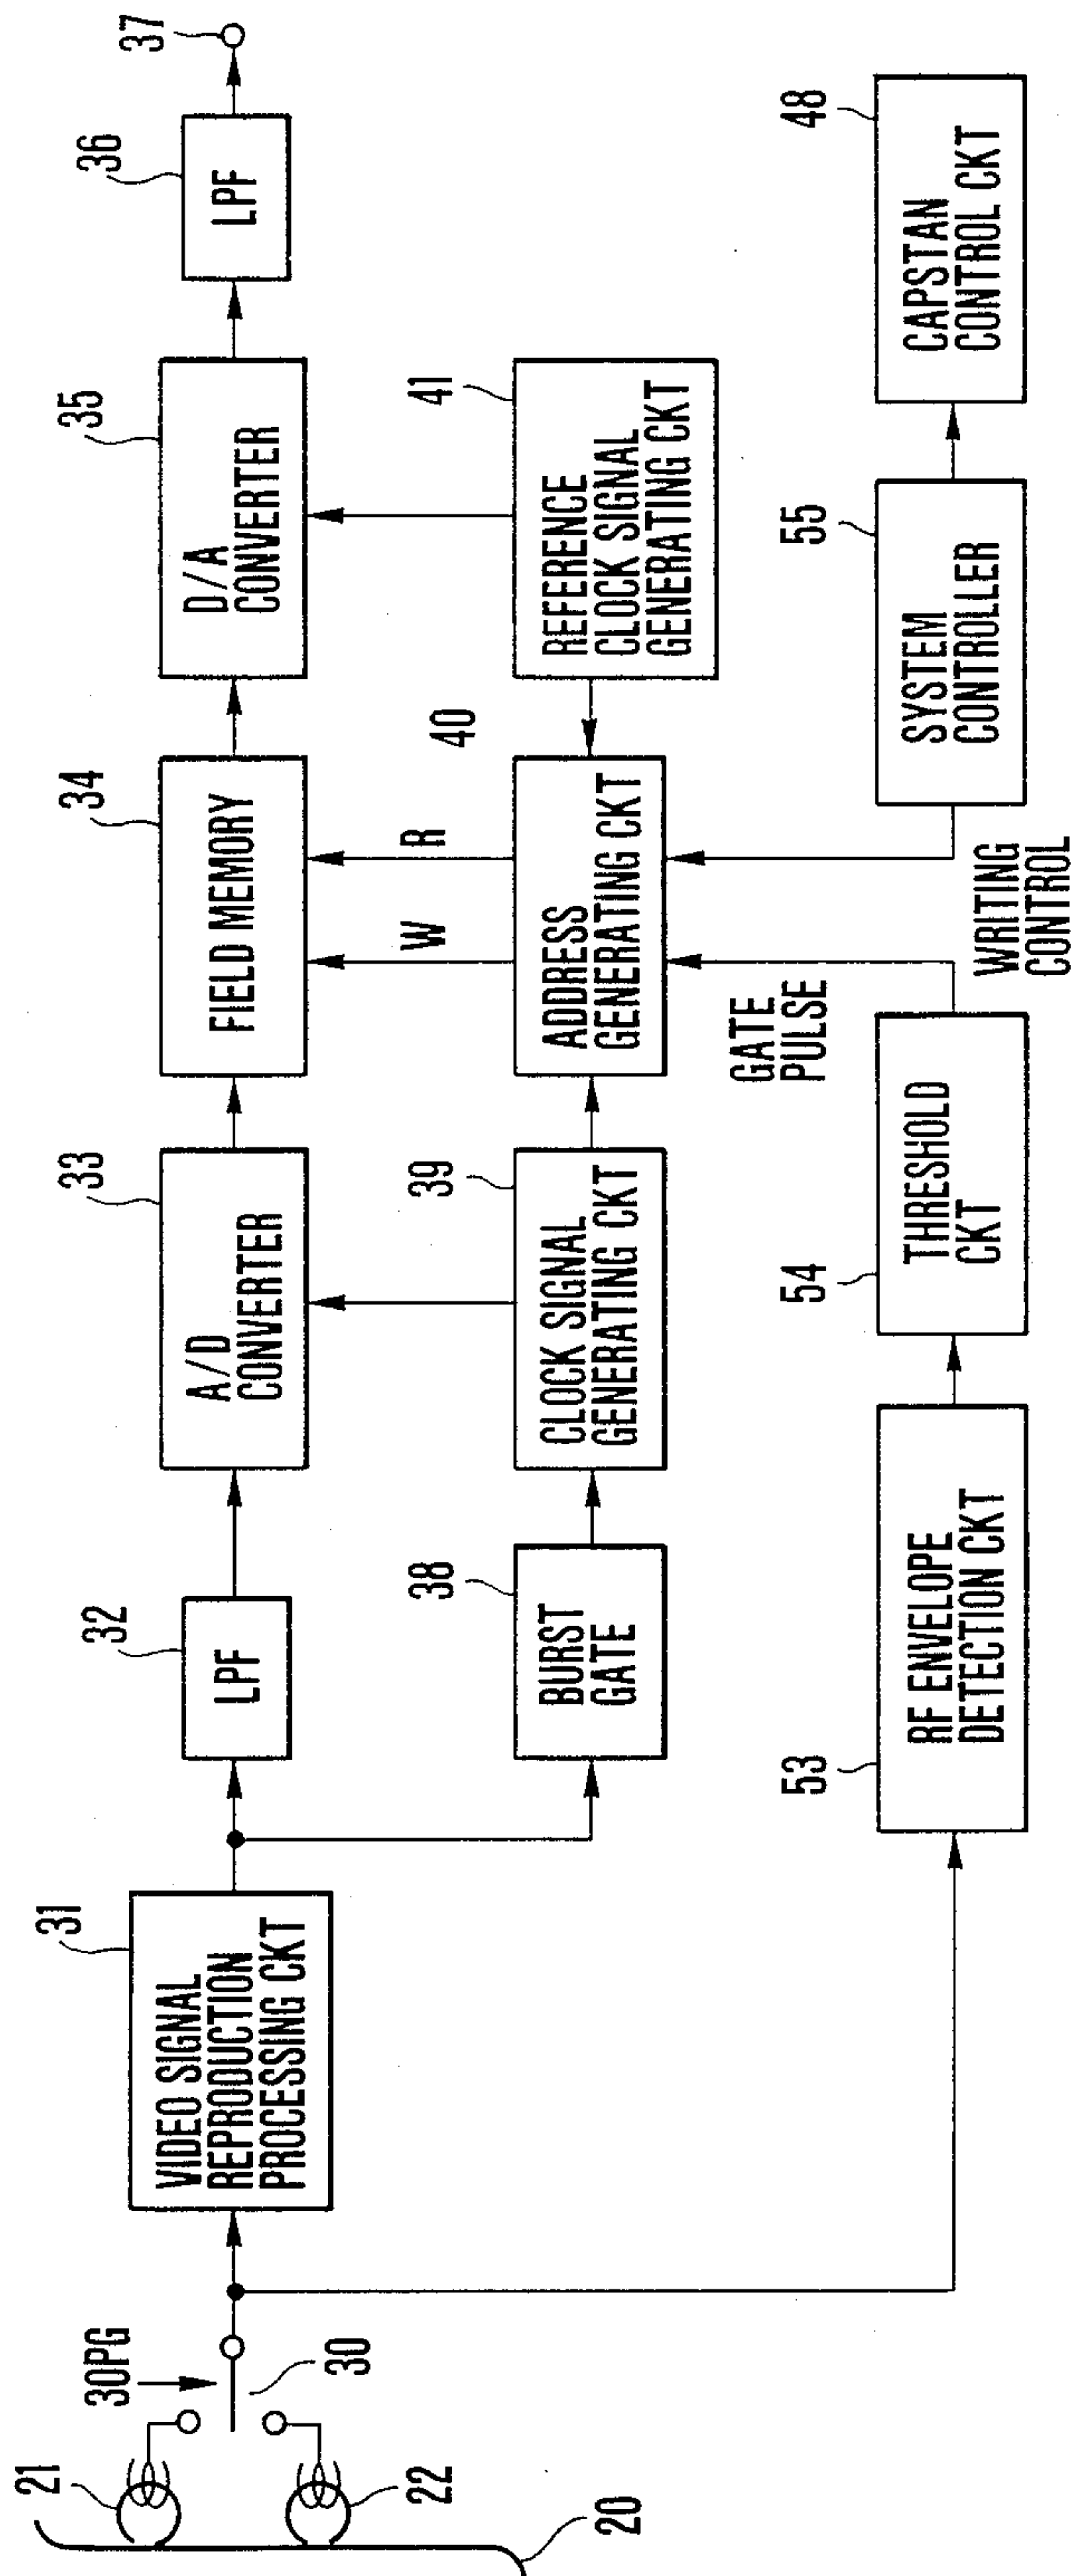 21
22
20
30PG
30
31
VIDEO SIGNAL
REPRODUCTION
PROCESSING CKT
32
LPF
33
A/D
CONVERTER
34
FIELD MEMORY
35
D/A
CONVERTER
36
LPF
37
38
BURST
GATE
39
CLOCK SIGNAL
GENERATING CKT
W
R
40
ADDRESS
GENERATING CKT
41
REFERENCE
CLOCK SIGNAL
GENERATING CKT
GATE
PULSE
53
RF ENVELOPE
DETECTION CKT
54
THRESHOLD
CKT
WRITING
CONTROL
55
SYSTEM
CONTROLLER
48
CAPSTAN
CONTROL CKT